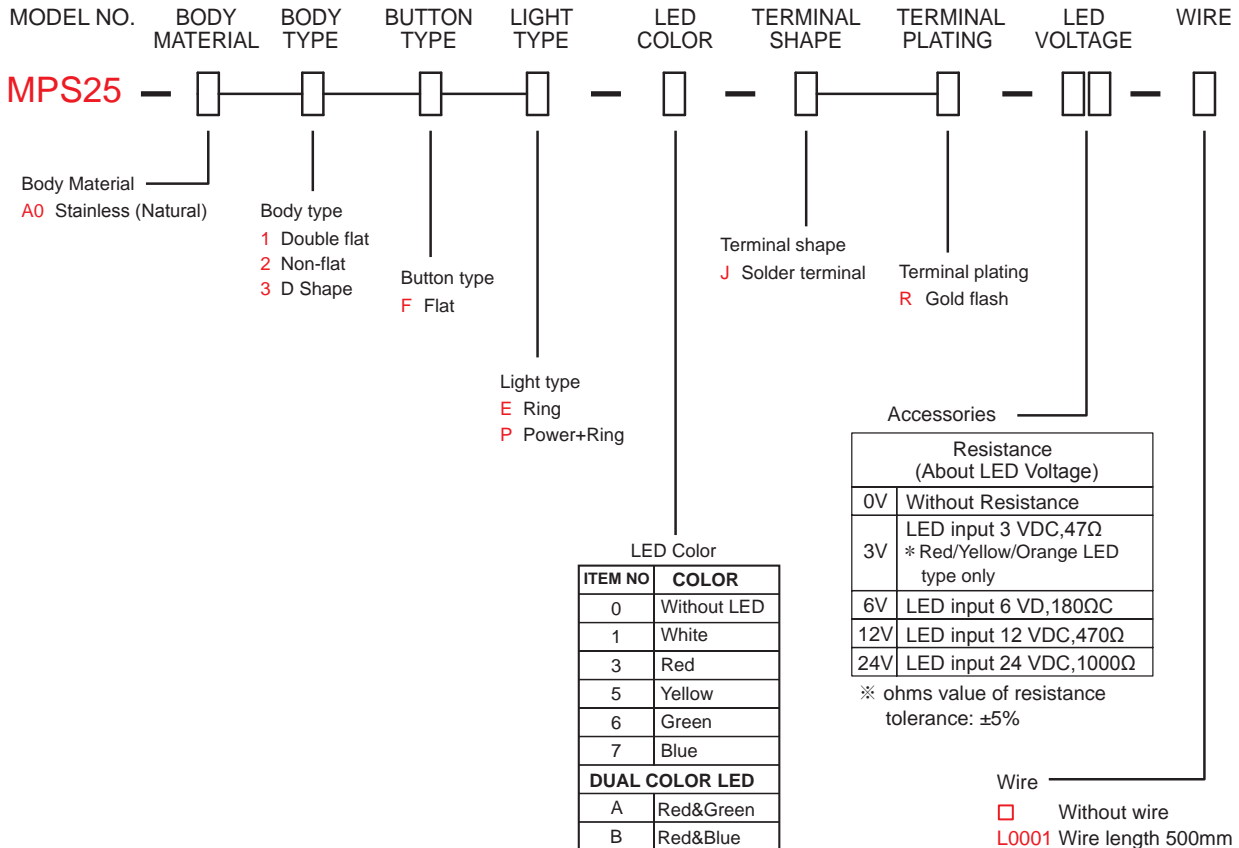 MODEL NO.
BODY
MATERIAL
BODY
TYPE
BUTTON
TYPE
LIGHT
TYPE
LED
COLOR
TERMINAL
SHAPE
TERMINAL
PLATING
LED
VOLTAGE
WIRE
MPS25
Body Material
A0 Stainless (Natural)
Body type
1 Double flat
2 Non-flat
3 D Shape
Button type
F Flat
Light type
E Ring
P Power+Ring
LED Color
ITEM NO COLOR
0 Without LED
1 White
3 Red
5 Yellow
6 Green
7 Blue
DUAL COLOR LED
A Red&Green
B Red&Blue
Terminal shape
J Solder terminal
Terminal plating
R Gold flash
Accessories
Resistance
(About LED Voltage)
0V Without Resistance
3V LED input 3 VDC,47Ω
＊Red/Yellow/Orange LED
type only
6V LED input 6 VD,180ΩC
12V LED input 12 VDC,470Ω
24V LED input 24 VDC,1000Ω
※ ohms value of resistance
tolerance: ±5%
Wire
□ Without wire
L0001 Wire length 500mm